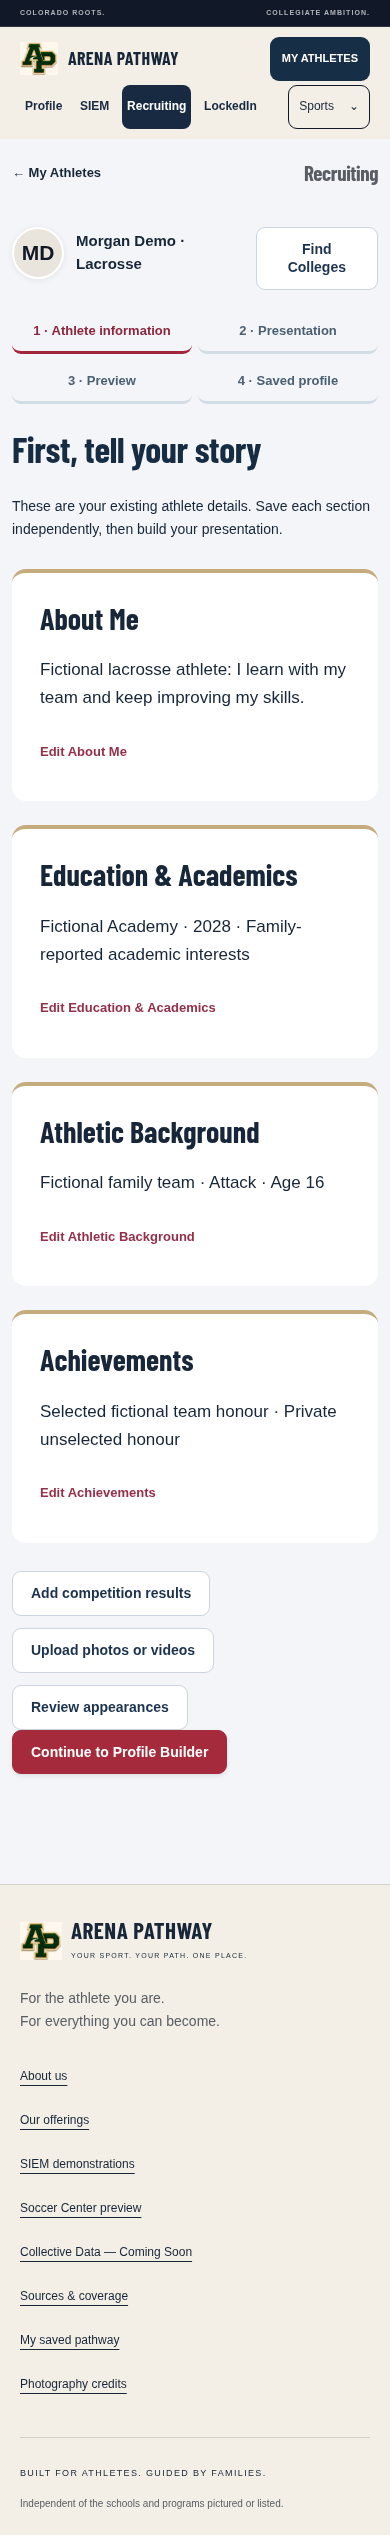 COLORADO ROOTS. COLLEGIATE AMBITION.
AP ARENA PATHWAY MY ATHLETES
Profile SIEM Recruiting LockedIn Sports
← My Athletes Recruiting
MD Morgan Demo ·
Lacrosse
Find
Colleges
1 · Athlete information 2 · Presentation
3 · Preview 4 · Saved profile
First, tell your story
These are your existing athlete details. Save each section
independently, then build your presentation.
About Me
Fictional lacrosse athlete: I learn with my
team and keep improving my skills.
Edit About Me
Education & Academics
Fictional Academy · 2028 · Family-
reported academic interests
Edit Education & Academics
Athletic Background
Fictional family team · Attack · Age 16
Edit Athletic Background
Achievements
Selected fictional team honour · Private
unselected honour
Edit Achievements
Add competition results
Upload photos or videos
Review appearances
Continue to Profile Builder
AP ARENA PATHWAY
YOUR SPORT. YOUR PATH. ONE PLACE.
For the athlete you are.
For everything you can become.
About us
Our offerings
SIEM demonstrations
Soccer Center preview
Collective Data — Coming Soon
Sources & coverage
My saved pathway
Photography credits
BUILT FOR ATHLETES. GUIDED BY FAMILIES.
Independent of the schools and programs pictured or listed.